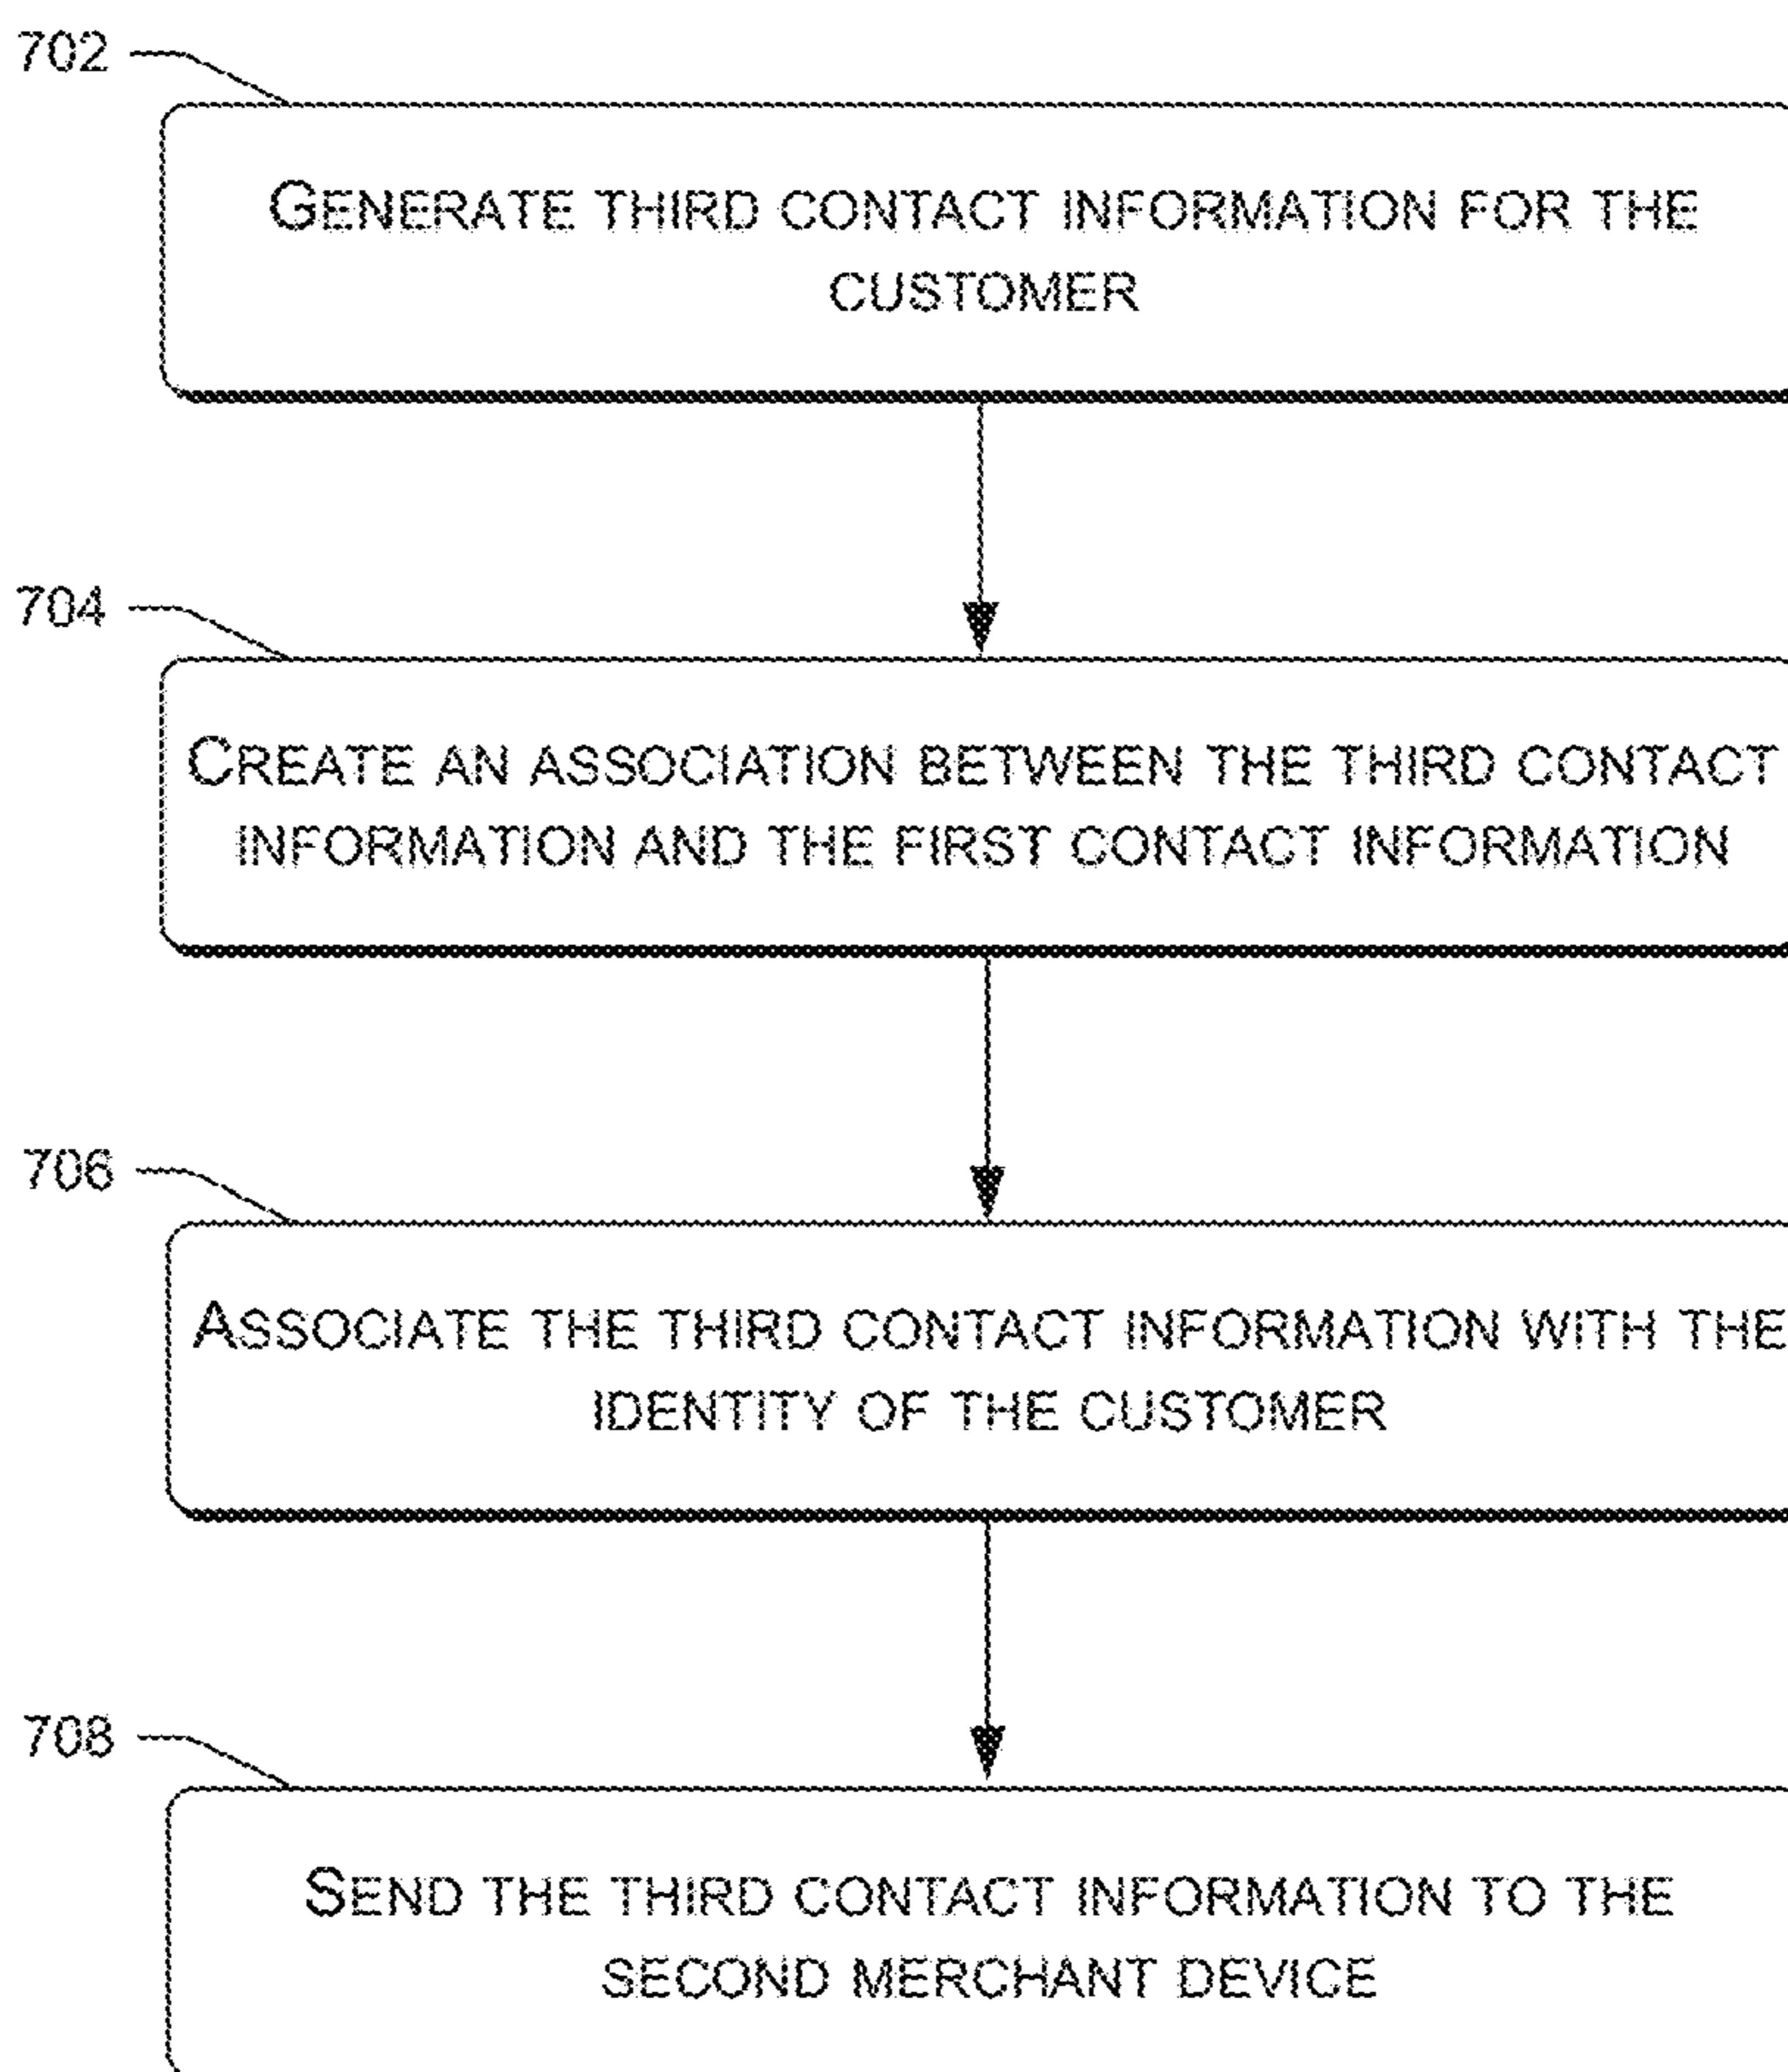 702
GENERATE THIRD CONTACT INFORMATION FOR THE
CUSTOMER
704
CREATE AN ASSOCIATION BETWEEN THE THIRD CONTACT
INFORMATION AND THE FIRST CONTACT INFORMATION
706
ASSOCIATE THE THIRD CONTACT INFORMATION WITH THE
IDENTITY OF THE CUSTOMER
708
SEND THE THIRD CONTACT INFORMATION TO THE
SECOND MERCHANT DEVICE